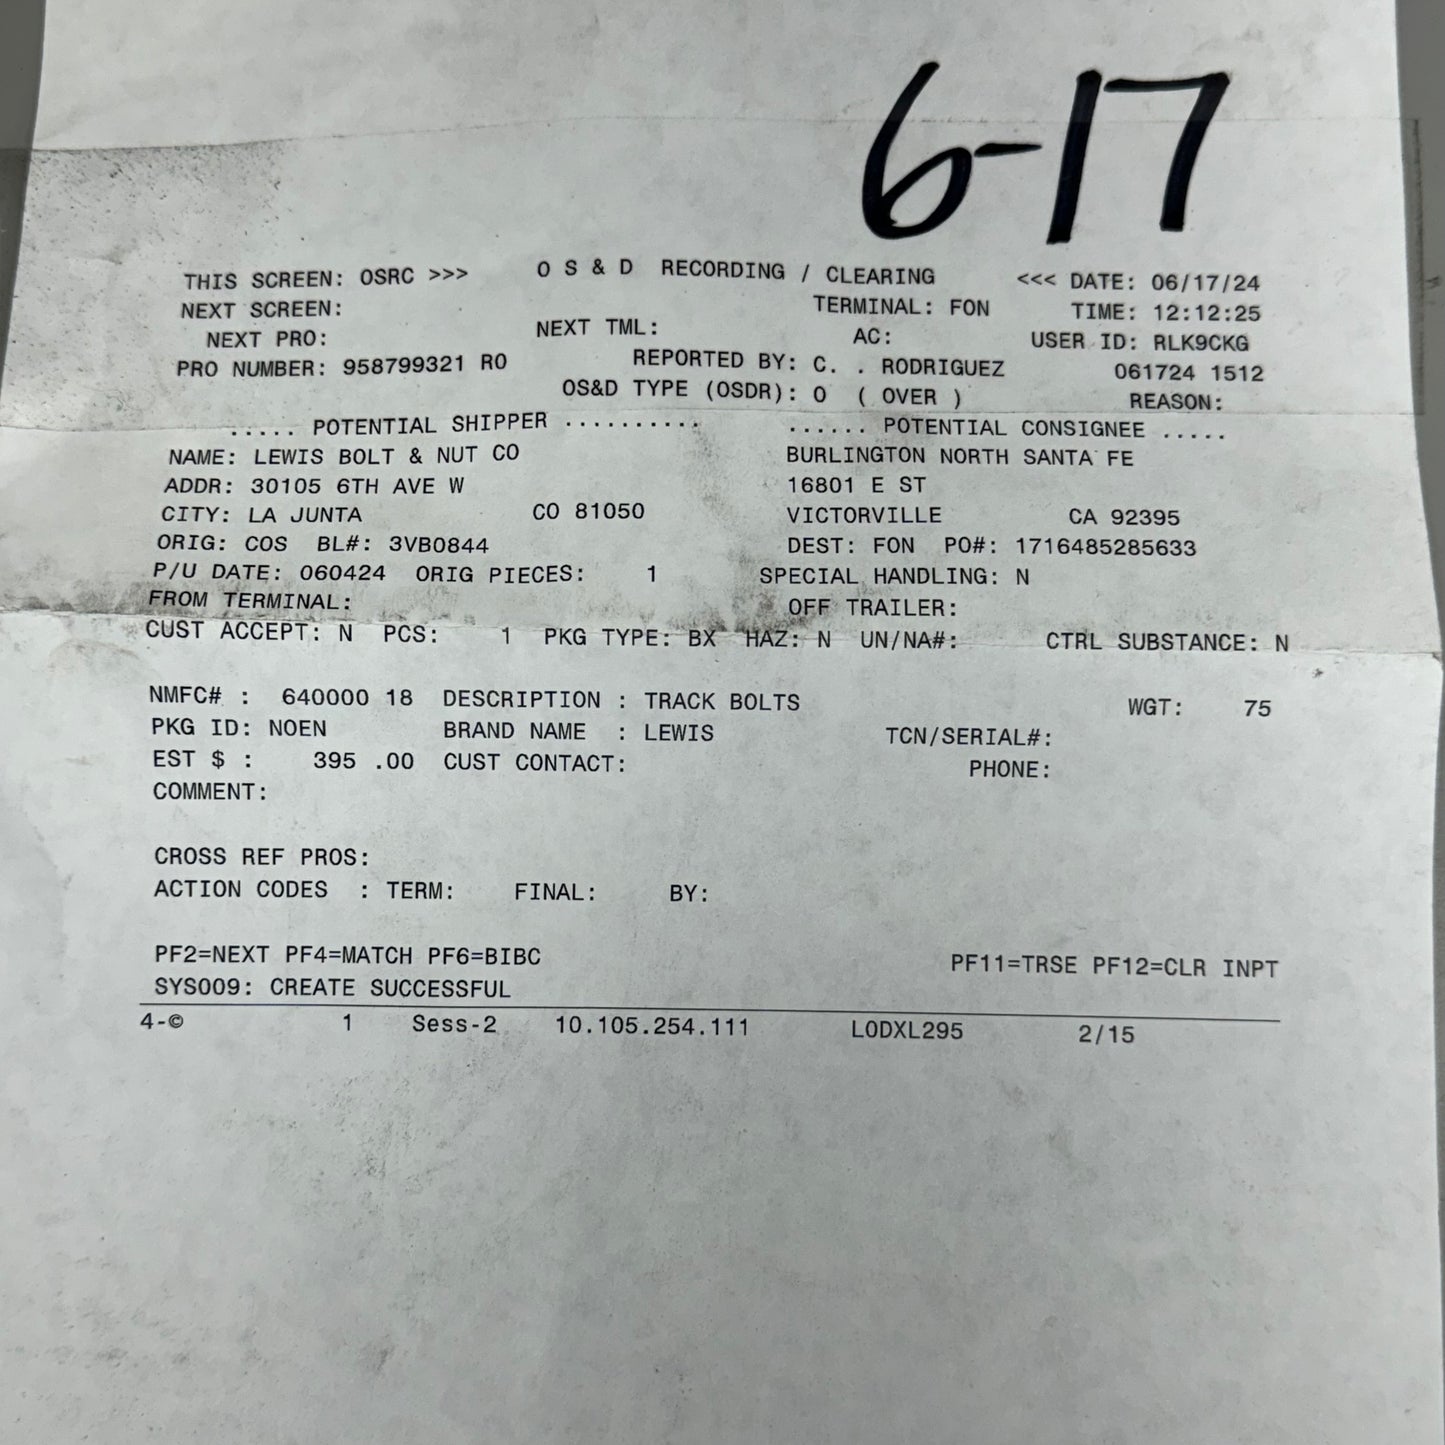 6-17
THIS SCREEN: OSRC >>> O S & D RECORDING / CLEARING <<< DATE: 06/17/24
NEXT SCREEN: TERMINAL: FON TIME: 12:12:25
NEXT PRO: NEXT TML: AC: USER ID: RLK9CKG
PRO NUMBER: 958799321 R0 REPORTED BY: C. . RODRIGUEZ 061724 1512
OS&D TYPE (OSDR): O ( OVER ) REASON:
..... POTENTIAL SHIPPER .......... ...... POTENTIAL CONSIGNEE .....
NAME: LEWIS BOLT & NUT CO BURLINGTON NORTH SANTA FE
ADDR: 30105 6TH AVE W 16801 E ST
CITY: LA JUNTA CO 81050 VICTORVILLE CA 92395
ORIG: COS BL#: 3VB0844 DEST: FON PO#: 1716485285633
P/U DATE: 060424 ORIG PIECES: 1 SPECIAL HANDLING: N
FROM TERMINAL: OFF TRAILER:
CUST ACCEPT: N PCS: 1 PKG TYPE: BX HAZ: N UN/NA#: CTRL SUBSTANCE: N
NMFC# : 640000 18 DESCRIPTION : TRACK BOLTS WGT: 75
PKG ID: NOEN BRAND NAME : LEWIS TCN/SERIAL#:
EST $ : 395 .00 CUST CONTACT: PHONE:
COMMENT:
CROSS REF PROS:
ACTION CODES : TERM: FINAL: BY:
PF2=NEXT PF4=MATCH PF6=BIBC PF11=TRSE PF12=CLR INPT
SYS009: CREATE SUCCESSFUL
4-© 1 Sess-2 10.105.254.111 L0DXL295 2/15